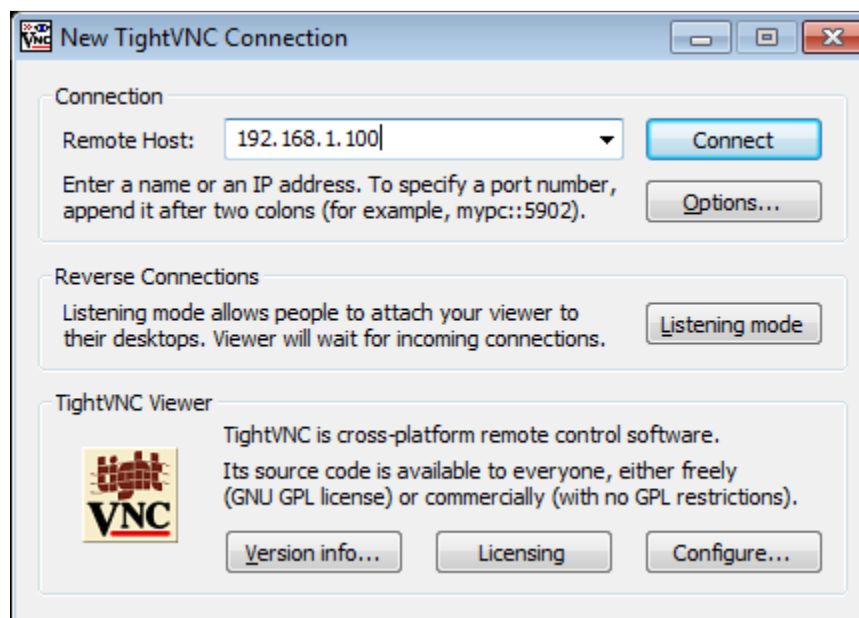 New TightVNC Connection
Connection
Remote Host: 192.168.1.100 Connect
Enter a name or an IP address. To specify a port number,
append it after two colons (for example, mypc::5902).
Options...
Reverse Connections
Listening mode allows people to attach your viewer to
their desktops. Viewer will wait for incoming connections.
Listening mode
TightVNC Viewer
tight
VNC
TightVNC is cross-platform remote control software.
Its source code is available to everyone, either freely
(GNU GPL license) or commercially (with no GPL restrictions).
Version info... Licensing Configure...